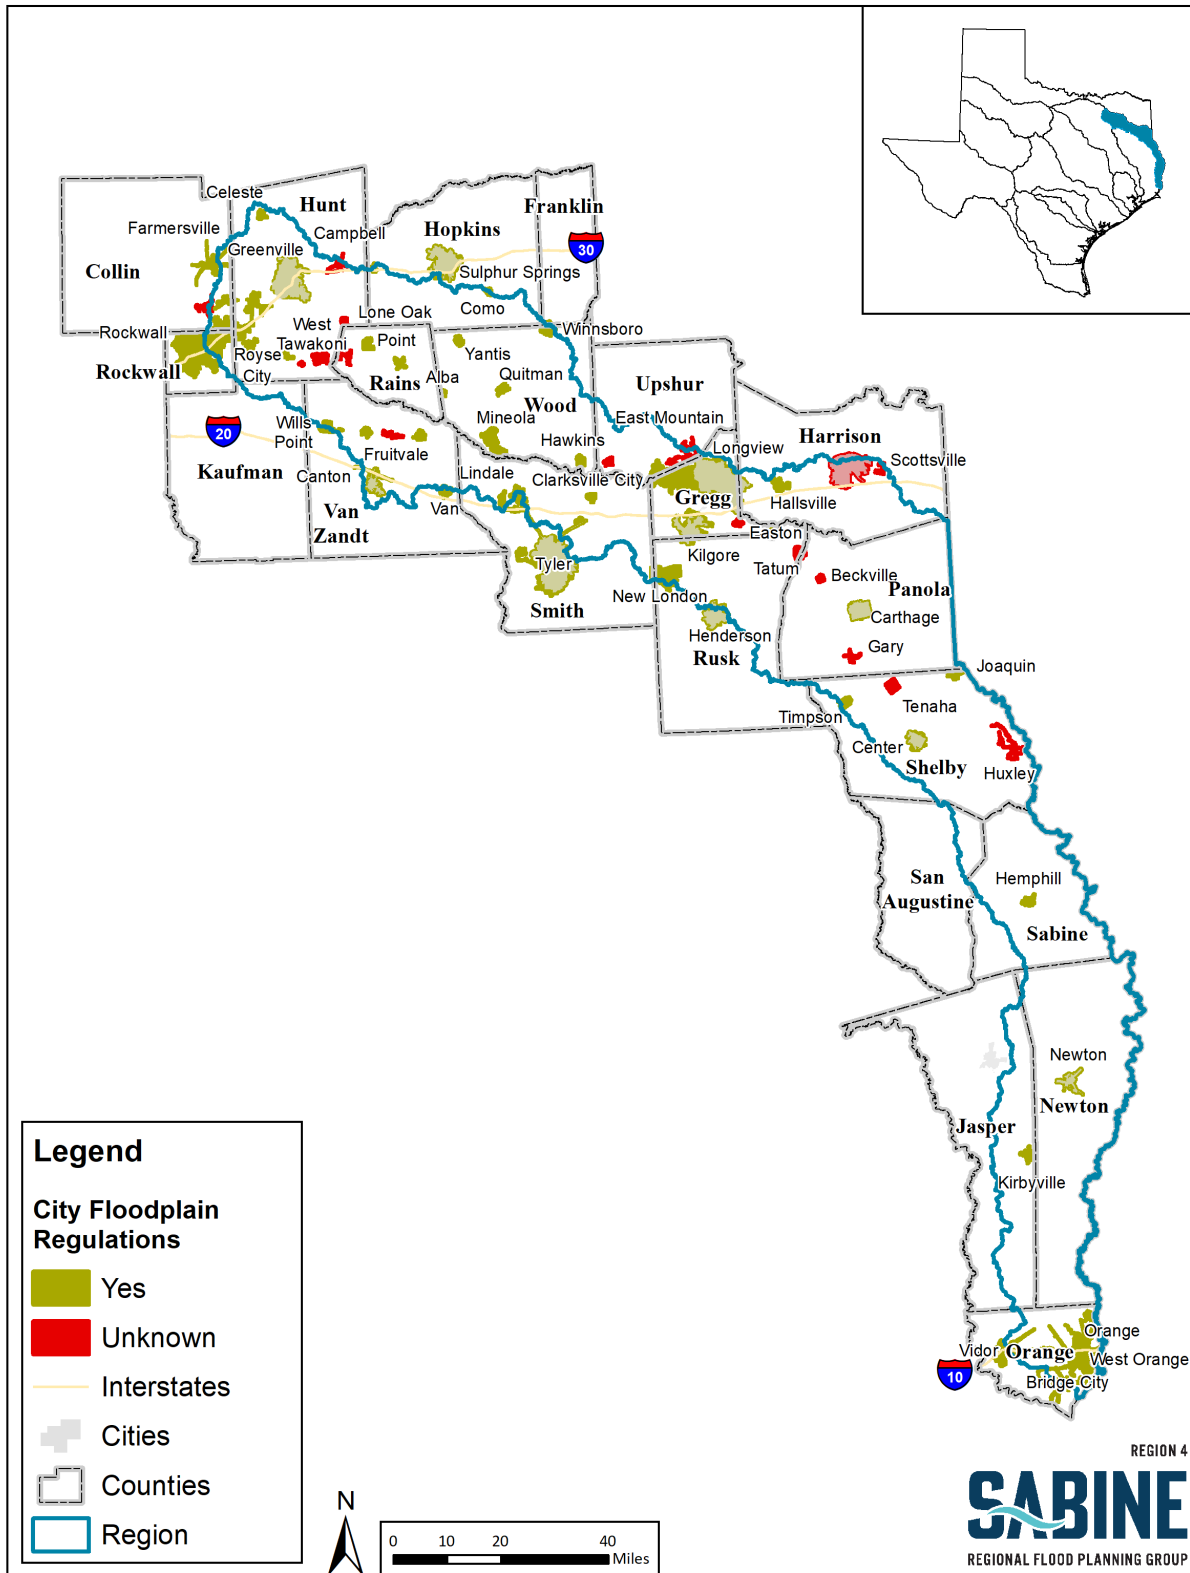 Celeste
Hunt
Franklin
Farmersville
Campbell
Hopkins
Greenville
30
Collin
Sulphur Springs
Lone Oak
Como
Rockwall
West
Tawakoni
Winnsboro
Royse
City
Point
Yantis
Rockwall
Rains
Alba
Quitman
Upshur
Wood
Wills
Point
Mineola
East Mountain
20
Hawkins
Longview
Harrison
Kaufman
Fruitvale
Scottsville
Canton
Lindale
Clarksville City
Gregg
Hallsville
Van
Van
Zandt
Easton
Kilgore
Tyler
Tatum
Beckville
Panola
New London
Smith
Carthage
Henderson
Rusk
Gary
Joaquin
Tenaha
Timpson
Center
Shelby
Huxley
San
Augustine
Hemphill
Sabine
Newton
Newton
Jasper
Kirbyville
Orange
Vidor
Orange
West Orange
10
Bridge City
Legend
City Floodplain
Regulations
Yes
Unknown
Interstates
Cities
Counties
Region
N
0 10 20 40
Miles
REGION 4
SABINE
REGIONAL FLOOD PLANNING GROUP